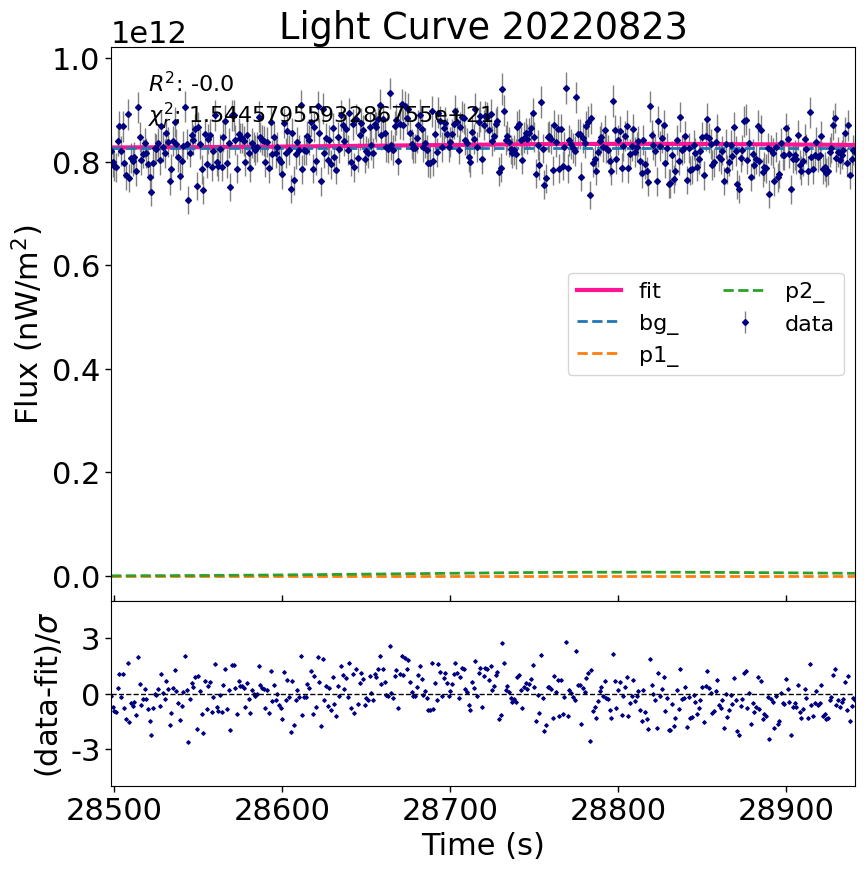 Light Curve 20220823
1e12
R²: -0.0
χ²: 1.5445795593286755e+21
1.0
0.8
0.6
0.4
0.2
0.0
Flux (nW/m²)
fit
bg_
p1_
p2_
data
3
0
-3
(data-fit)/σ
28500 28600 28700 28800 28900
Time (s)